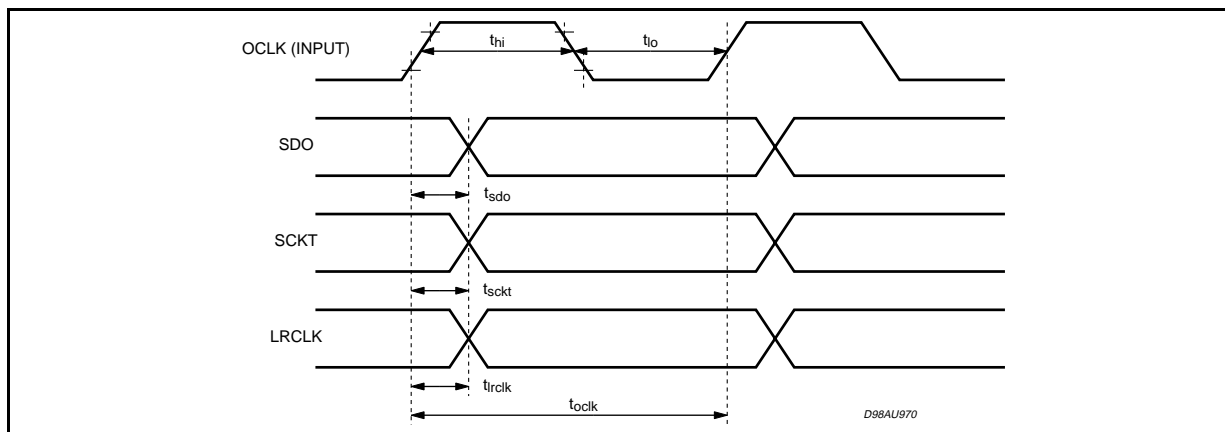 OCLK (INPUT)
thi
tlo
SDO
tsdo
SCKT
tsckt
LRCLK
tlrclk
toclk
D98AU970